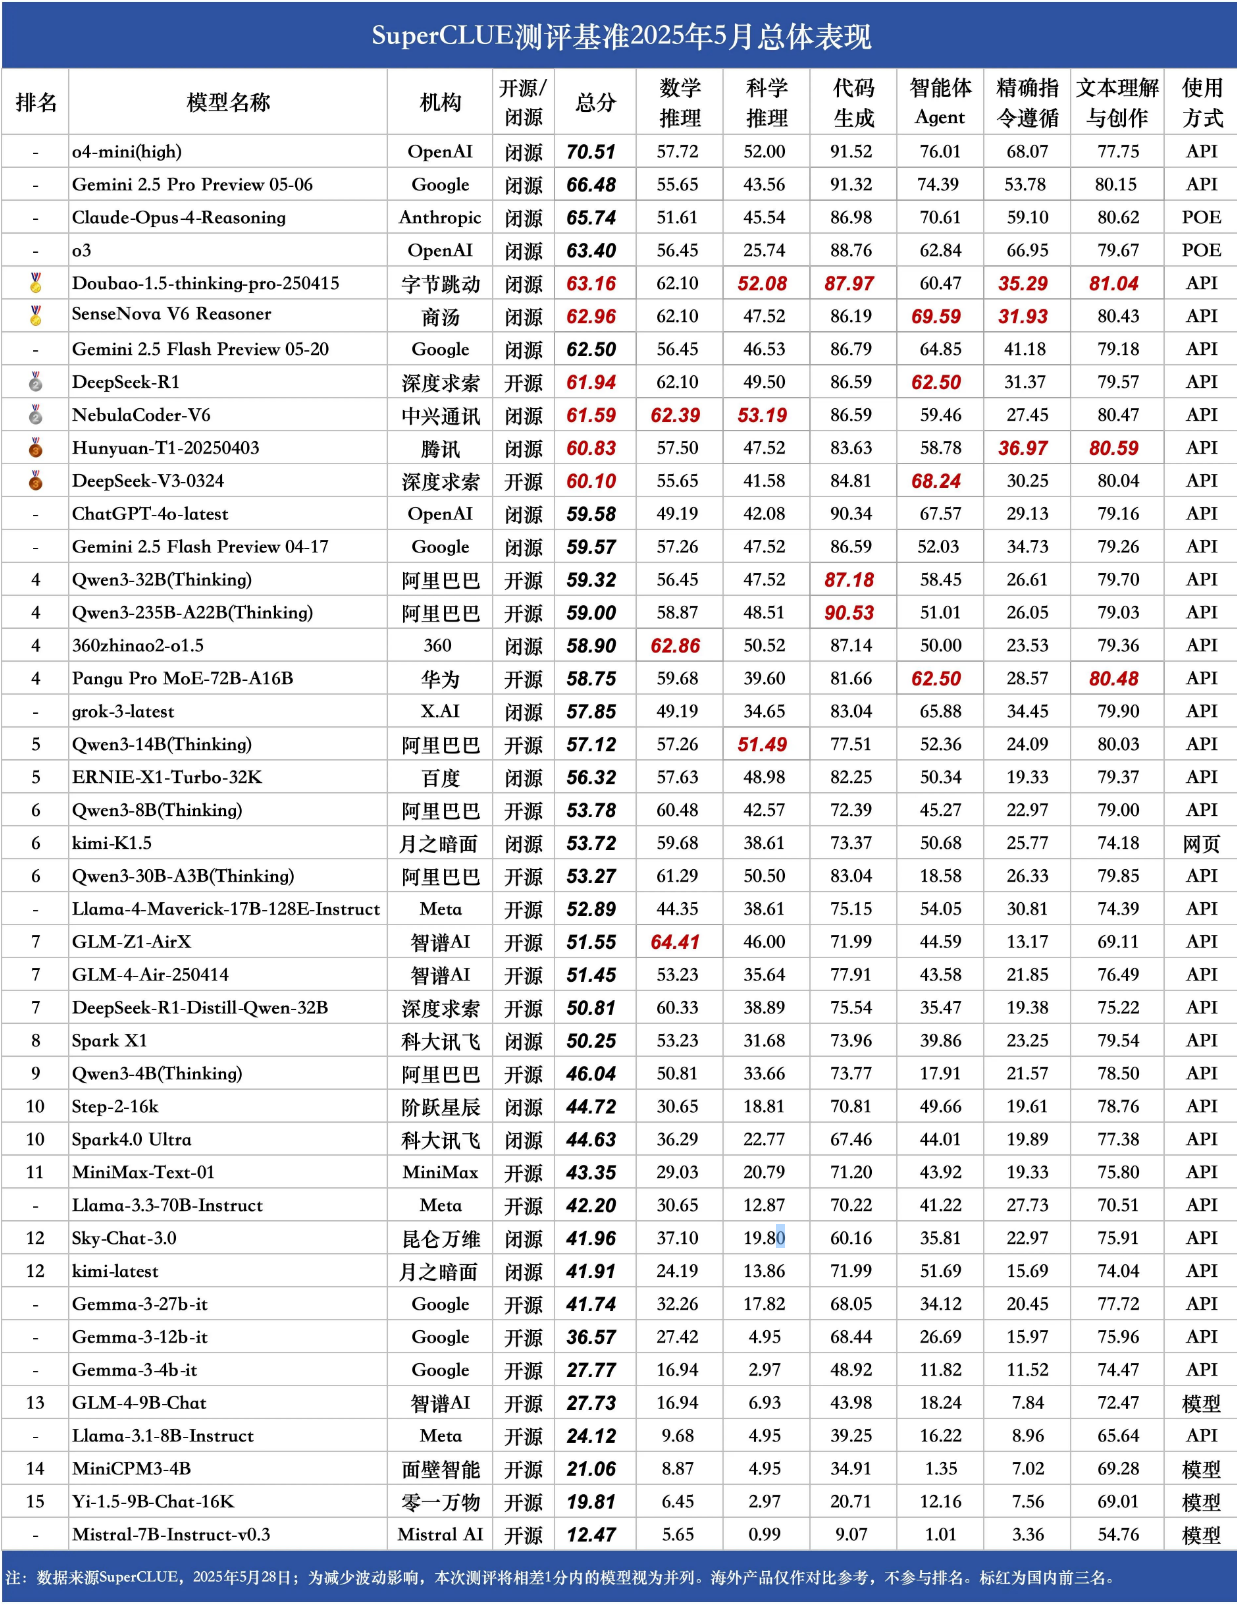 SuperCLUE测评基准2025年5月总体表现
排名 模型名称 机构 开源/闭源 总分 数学推理 科学推理 代码生成 智能体Agent 精确指令遵循 文本理解与创作 使用方式
- o4-mini(high) OpenAI 闭源 70.51 57.72 52.00 91.52 76.01 68.07 77.75 API
- Gemini 2.5 Pro Preview 05-06 Google 闭源 66.48 55.65 43.56 91.32 74.39 53.78 80.15 API
- Claude-Opus-4-Reasoning Anthropic 闭源 65.74 51.61 45.54 86.98 70.61 59.10 80.62 POE
- o3 OpenAI 闭源 63.40 56.45 25.74 88.76 62.84 66.95 79.67 POE
Doubao-1.5-thinking-pro-250415 字节跳动 闭源 63.16 62.10 52.08 87.97 60.47 35.29 81.04 API
SenseNova V6 Reasoner 商汤 闭源 62.96 62.10 47.52 86.19 69.59 31.93 80.43 API
- Gemini 2.5 Flash Preview 05-20 Google 闭源 62.50 56.45 46.53 86.79 64.85 41.18 79.18 API
2 DeepSeek-R1 深度求索 开源 61.94 62.10 49.50 86.59 62.50 31.37 79.57 API
2 NebulaCoder-V6 中兴通讯 闭源 61.59 62.39 53.19 86.59 59.46 27.45 80.47 API
3 Hunyuan-T1-20250403 腾讯 闭源 60.83 57.50 47.52 83.63 58.78 36.97 80.59 API
3 DeepSeek-V3-0324 深度求索 开源 60.10 55.65 41.58 84.81 68.24 30.25 80.04 API
- ChatGPT-4o-latest OpenAI 闭源 59.58 49.19 42.08 90.34 67.57 29.13 79.16 API
- Gemini 2.5 Flash Preview 04-17 Google 闭源 59.57 57.26 47.52 86.59 52.03 34.73 79.26 API
4 Qwen3-32B(Thinking) 阿里巴巴 开源 59.32 56.45 47.52 87.18 58.45 26.61 79.70 API
4 Qwen3-235B-A22B(Thinking) 阿里巴巴 开源 59.00 58.87 48.51 90.53 51.01 26.05 79.03 API
4 360zhinao2-o1.5 360 闭源 58.90 62.86 50.52 87.14 50.00 23.53 79.36 API
4 Pangu Pro MoE-72B-A16B 华为 开源 58.75 59.68 39.60 81.66 62.50 28.57 80.48 API
- grok-3-latest X.AI 闭源 57.85 49.19 34.65 83.04 65.88 34.45 79.90 API
5 Qwen3-14B(Thinking) 阿里巴巴 开源 57.12 57.26 51.49 77.51 52.36 24.09 80.03 API
5 ERNIE-X1-Turbo-32K 百度 闭源 56.32 57.63 48.98 82.25 50.34 19.33 79.37 API
6 Qwen3-8B(Thinking) 阿里巴巴 开源 53.78 60.48 42.57 72.39 45.27 22.97 79.00 API
6 kimi-K1.5 月之暗面 闭源 53.72 59.68 38.61 73.37 50.68 25.77 74.18 网页
6 Qwen3-30B-A3B(Thinking) 阿里巴巴 开源 53.27 61.29 50.50 83.04 18.58 26.33 79.85 API
- Llama-4-Maverick-17B-128E-Instruct Meta 开源 52.89 44.35 38.61 75.15 54.05 30.81 74.39 API
7 GLM-Z1-AirX 智谱AI 开源 51.55 64.41 46.00 71.99 44.59 13.17 69.11 API
7 GLM-4-Air-250414 智谱AI 开源 51.45 53.23 35.64 77.91 43.58 21.85 76.49 API
7 DeepSeek-R1-Distill-Qwen-32B 深度求索 开源 50.81 60.33 38.89 75.54 35.47 19.38 75.22 API
8 Spark X1 科大讯飞 闭源 50.25 53.23 31.68 73.96 39.86 23.25 79.54 API
9 Qwen3-4B(Thinking) 阿里巴巴 开源 46.04 50.81 33.66 73.77 17.91 21.57 78.50 API
10 Step-2-16k 阶跃星辰 闭源 44.72 30.65 18.81 70.81 49.66 19.61 78.76 API
10 Spark4.0 Ultra 科大讯飞 闭源 44.63 36.29 22.77 67.46 44.01 19.89 77.38 API
11 MiniMax-Text-01 MiniMax 开源 43.35 29.03 20.79 71.20 43.92 19.33 75.80 API
- Llama-3.3-70B-Instruct Meta 开源 42.20 30.65 12.87 70.22 41.22 27.73 70.51 API
12 Sky-Chat-3.0 昆仑万维 闭源 41.96 37.10 19.80 60.16 35.81 22.97 75.91 API
12 kimi-latest 月之暗面 闭源 41.91 24.19 13.86 71.99 51.69 15.69 74.04 API
- Gemma-3-27b-it Google 开源 41.74 32.26 17.82 68.05 34.12 20.45 77.72 API
- Gemma-3-12b-it Google 开源 36.57 27.42 4.95 68.44 26.69 15.97 75.96 API
- Gemma-3-4b-it Google 开源 27.77 16.94 2.97 48.92 11.82 11.52 74.47 API
13 GLM-4-9B-Chat 智谱AI 开源 27.73 16.94 6.93 43.98 18.24 7.84 72.47 模型
- Llama-3.1-8B-Instruct Meta 开源 24.12 9.68 4.95 39.25 16.22 8.96 65.64 API
14 MiniCPM3-4B 面壁智能 开源 21.06 8.87 4.95 34.91 1.35 7.02 69.28 模型
15 Yi-1.5-9B-Chat-16K 零一万物 开源 19.81 6.45 2.97 20.71 12.16 7.56 69.01 模型
- Mistral-7B-Instruct-v0.3 Mistral AI 开源 12.47 5.65 0.99 9.07 1.01 3.36 54.76 模型
注：数据来源SuperCLUE，2025年5月28日；为减少波动影响，本次测评将相差1分内的模型视为并列。海外产品仅作对比参考，不参与排名。标红为国内前三名。